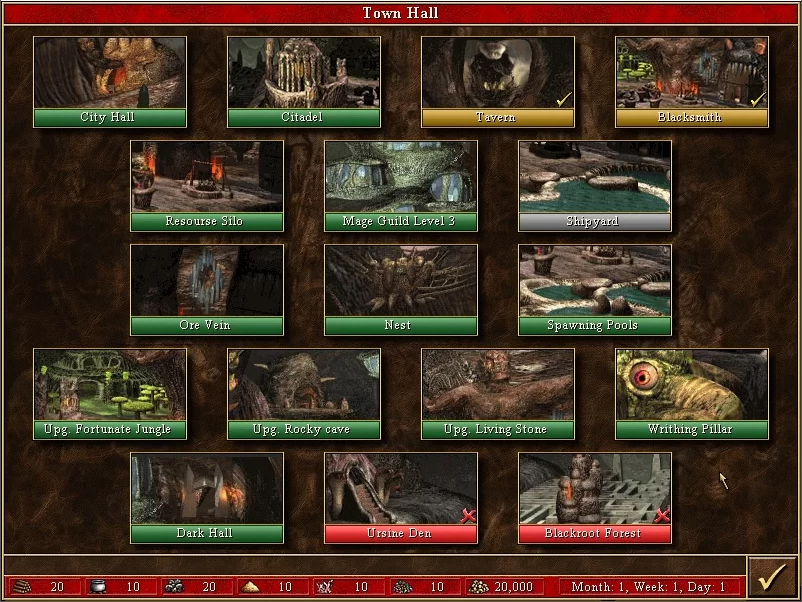 Town Hall
City Hall
Citadel
Tavern
Blacksmith
Resourse Silo
Mage Guild Level 3
Shipyard
Ore Vein
Nest
Spawning Pools
Upg. Fortunate Jungle
Upg. Rocky cave
Upg. Living Stone
Writhing Pillar
Dark Hall
Ursine Den
Blackroot Forest
20 10 20 10 10 10 20,000 Month: 1, Week: 1, Day: 1